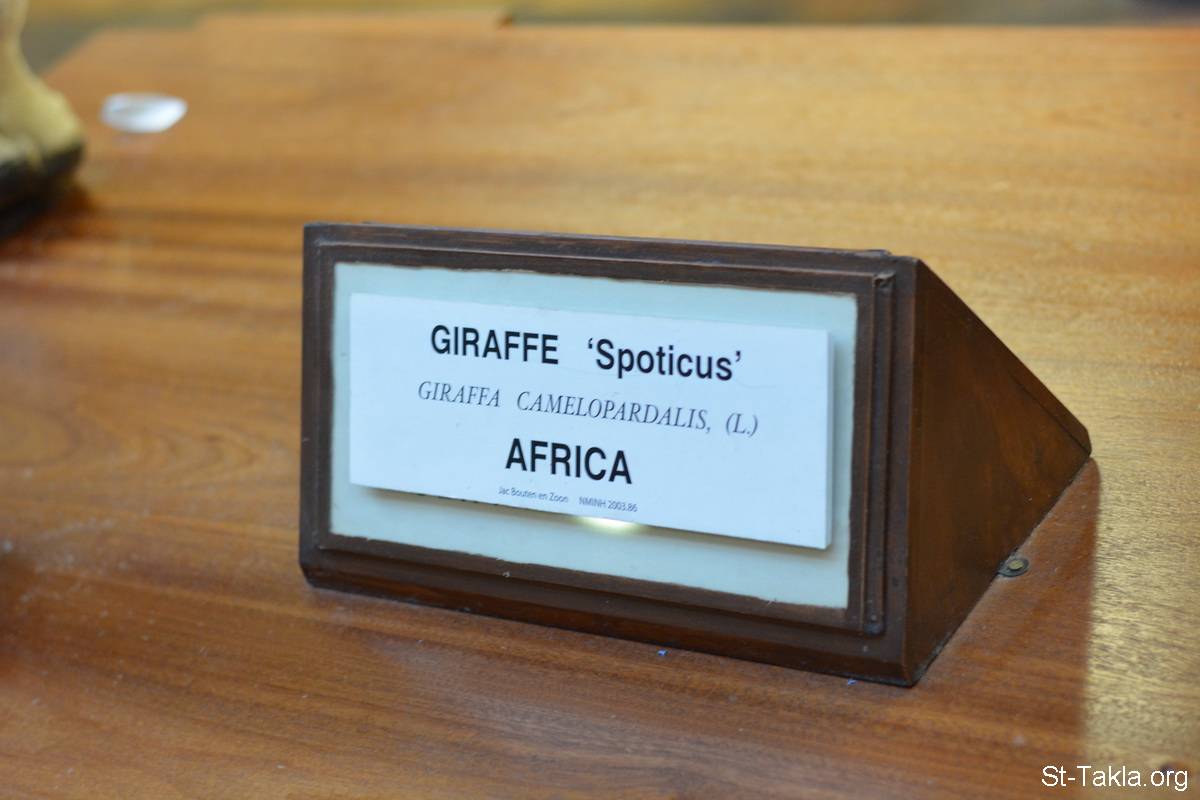 GIRAFFE ‘Spoticus’
GIRAFFA CAMELOPARDALIS, (L.)
AFRICA
Jac Bouten en Zoon NMINH 2003.86
St-Takla.org